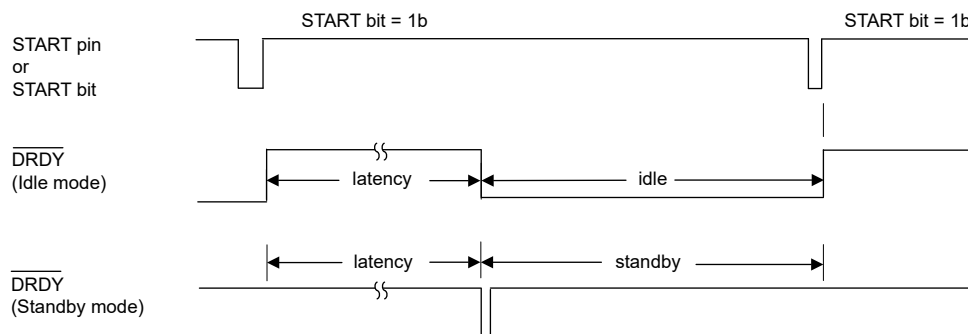 START bit = 1b
START bit = 1b
START pin
or
START bit
DRDY
(Idle mode)
latency
idle
latency
standby
DRDY
(Standby mode)